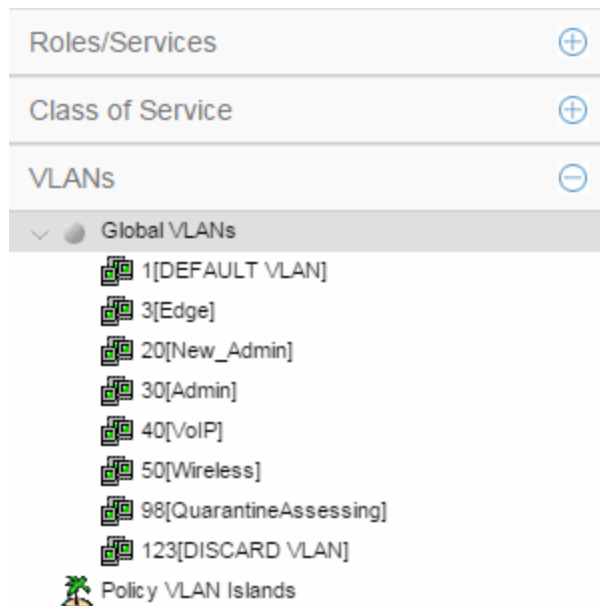 Roles/Services
Class of Service
VLANs
Global VLANs
1[DEFAULT VLAN]
3[Edge]
20[New_Admin]
30[Admin]
40[VoIP]
50[Wireless]
98[QuarantineAssessing]
123[DISCARD VLAN]
Policy VLAN Islands